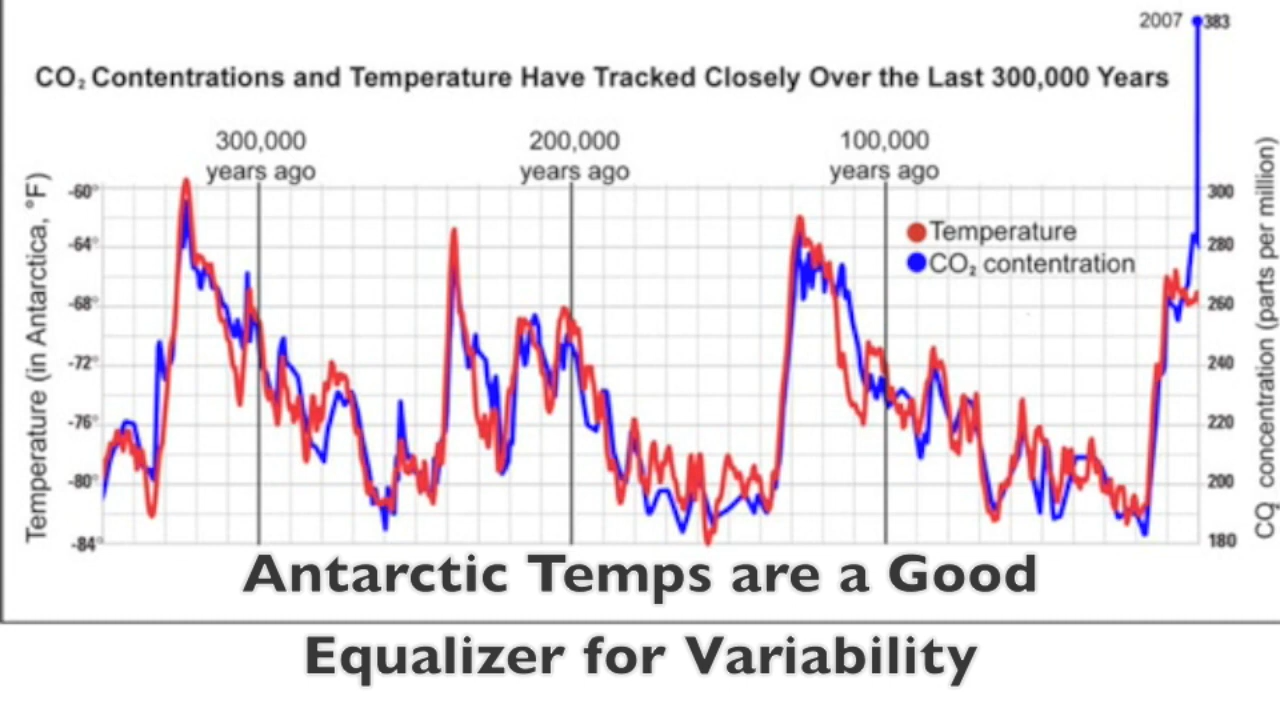 2007 383
CO₂ Contentrations and Temperature Have Tracked Closely Over the Last 300,000 Years
300,000
years ago
200,000
years ago
100,000
years ago
Temperature (in Antarctica, °F)
-60°
-64°
-68°
-72°
-76°
-80°
-84°
Temperature
CO₂ contentration
300
280
260
240
220
200
180
CO₂ concentration (parts per million)
Antarctic Temps are a Good
Equalizer for Variability